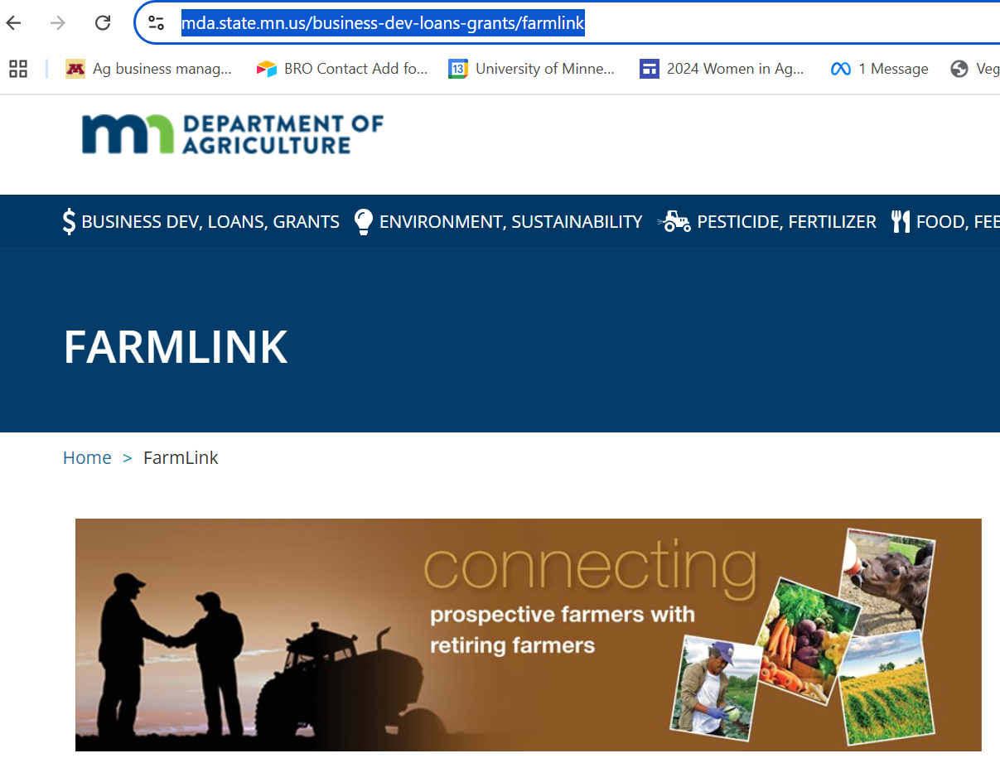 mda.state.mn.us/business-dev-loans-grants/farmlink
Ag business manag... BRO Contact Add fo... 13 University of Minne... 2024 Women in Ag... 1 Message Veg
mn DEPARTMENT OF
AGRICULTURE
$ BUSINESS DEV, LOANS, GRANTS ENVIRONMENT, SUSTAINABILITY PESTICIDE, FERTILIZER FOOD, FEE
FARMLINK
Home > FarmLink
connecting
prospective farmers with
retiring farmers